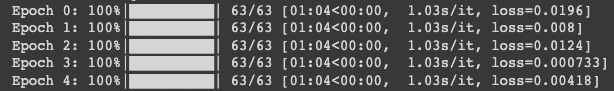 Epoch 0: 100%|██████████| 63/63 [01:04<00:00,  1.03s/it, loss=0.0196]
Epoch 1: 100%|██████████| 63/63 [01:04<00:00,  1.03s/it, loss=0.008]
Epoch 2: 100%|██████████| 63/63 [01:04<00:00,  1.03s/it, loss=0.0124]
Epoch 3: 100%|██████████| 63/63 [01:04<00:00,  1.03s/it, loss=0.000733]
Epoch 4: 100%|██████████| 63/63 [01:04<00:00,  1.03s/it, loss=0.00418]